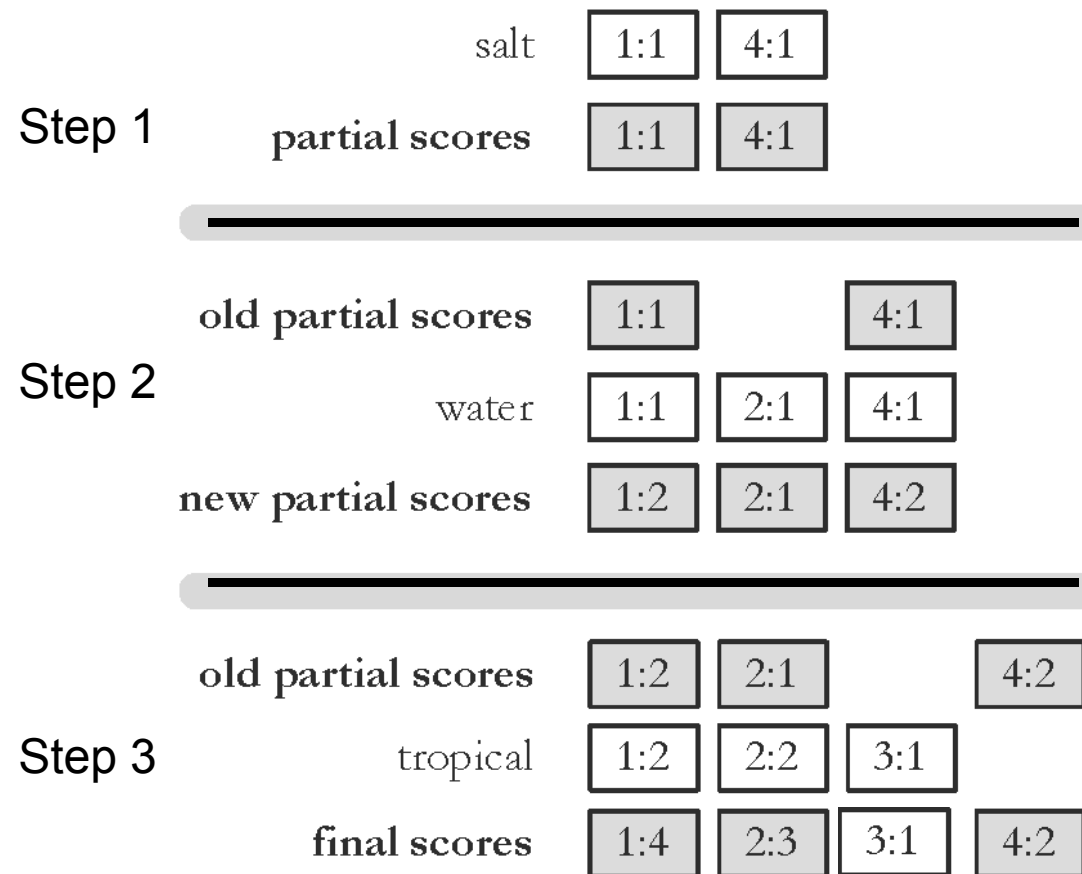 salt 1:1 4:1
Step 1
partial scores 1:1 4:1
old partial scores 1:1 4:1
Step 2
water 1:1 2:1 4:1
new partial scores 1:2 2:1 4:2
old partial scores 1:2 2:1 4:2
Step 3
tropical 1:2 2:2 3:1
final scores 1:4 2:3 3:1 4:2